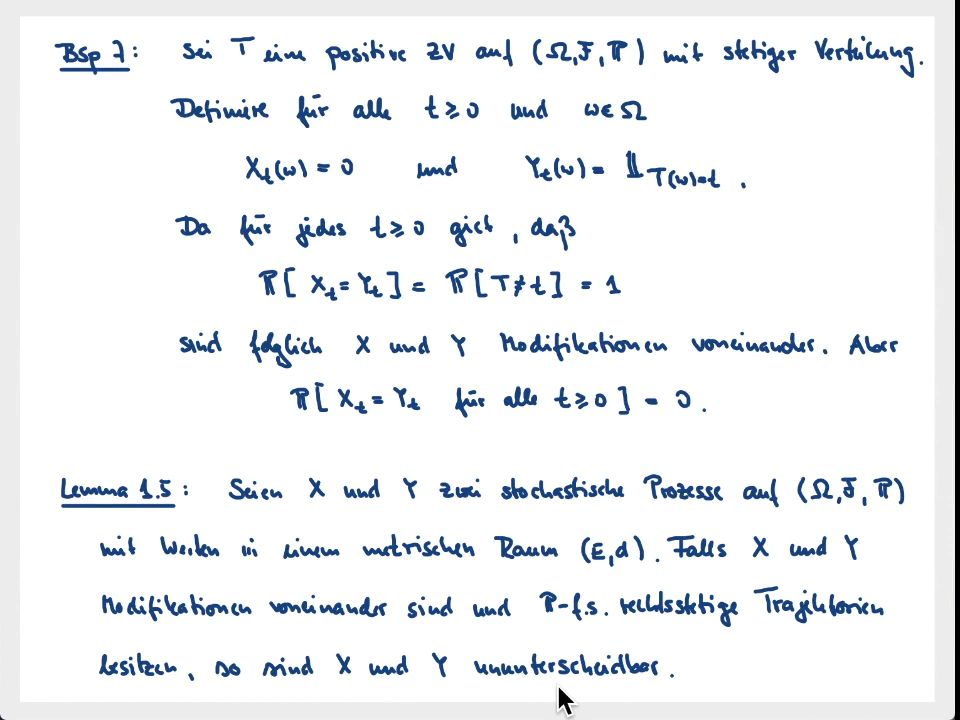 Bsp 7: Sei T eine positive ZV auf (Ω, F, P) mit stetiger Verteilung.
Definiere für alle t ≥ 0 und ω ∈ Ω
X_t(ω) = 0 und Y_t(ω) = 𝟙_{T(ω)=t} .
Da für jedes t ≥ 0 gilt, daß
P[ X_t = Y_t ] = P[ T ≠ t ] = 1
sind folglich X und Y Modifikationen voneinander. Aber
P[ X_t = Y_t für alle t ≥ 0 ] = 0 .
Lemma 1.5: Seien X und Y zwei stochastische Prozesse auf (Ω, F, P)
mit Werten in einem metrischen Raum (E, d). Falls X und Y
Modifikationen voneinander sind und P-f.s. rechtsstetige Trajektorien
besitzen, so sind X und Y ununterscheidbar.